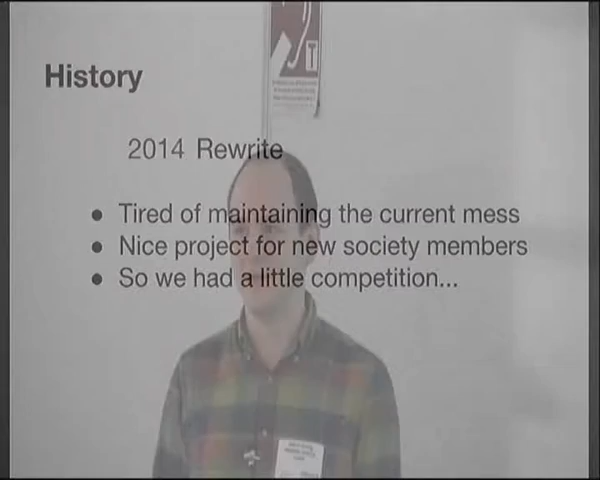 History
2014 Rewrite
• Tired of maintaining the current mess
• Nice project for new society members
• So we had a little competition...
T